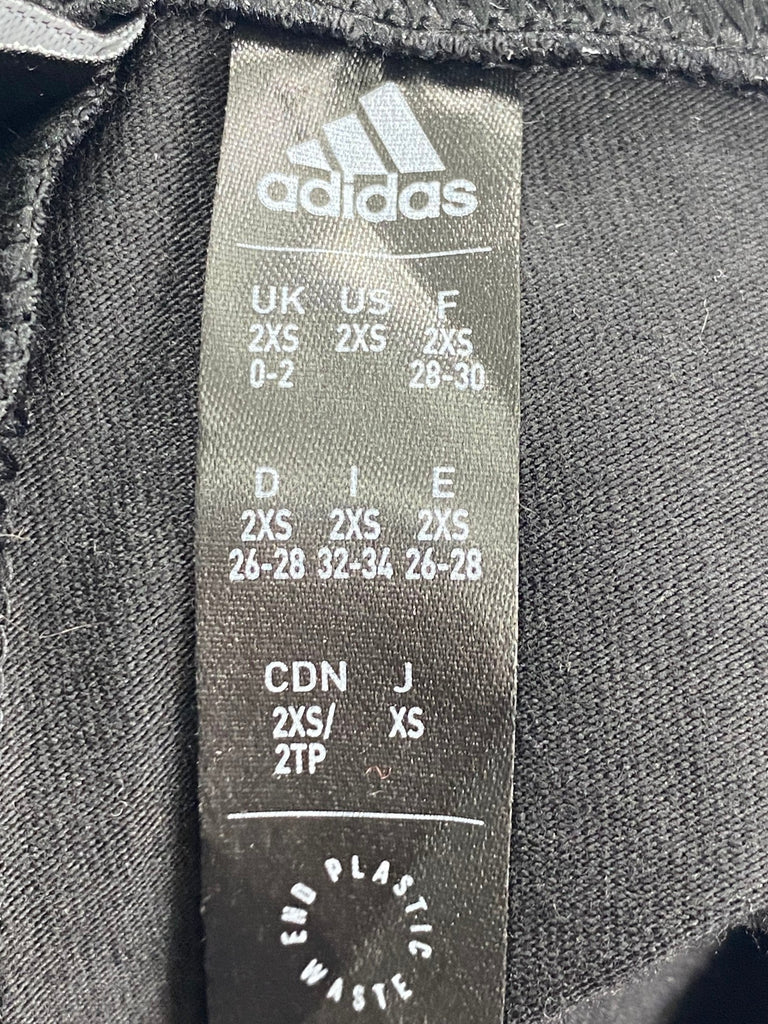 adidas
UK US F
2XS 2XS 2XS
0-2 28-30
D I E
2XS 2XS 2XS
26-28 32-34 26-28
CDN J
2XS/ XS
2TP
END PLASTIC WASTE